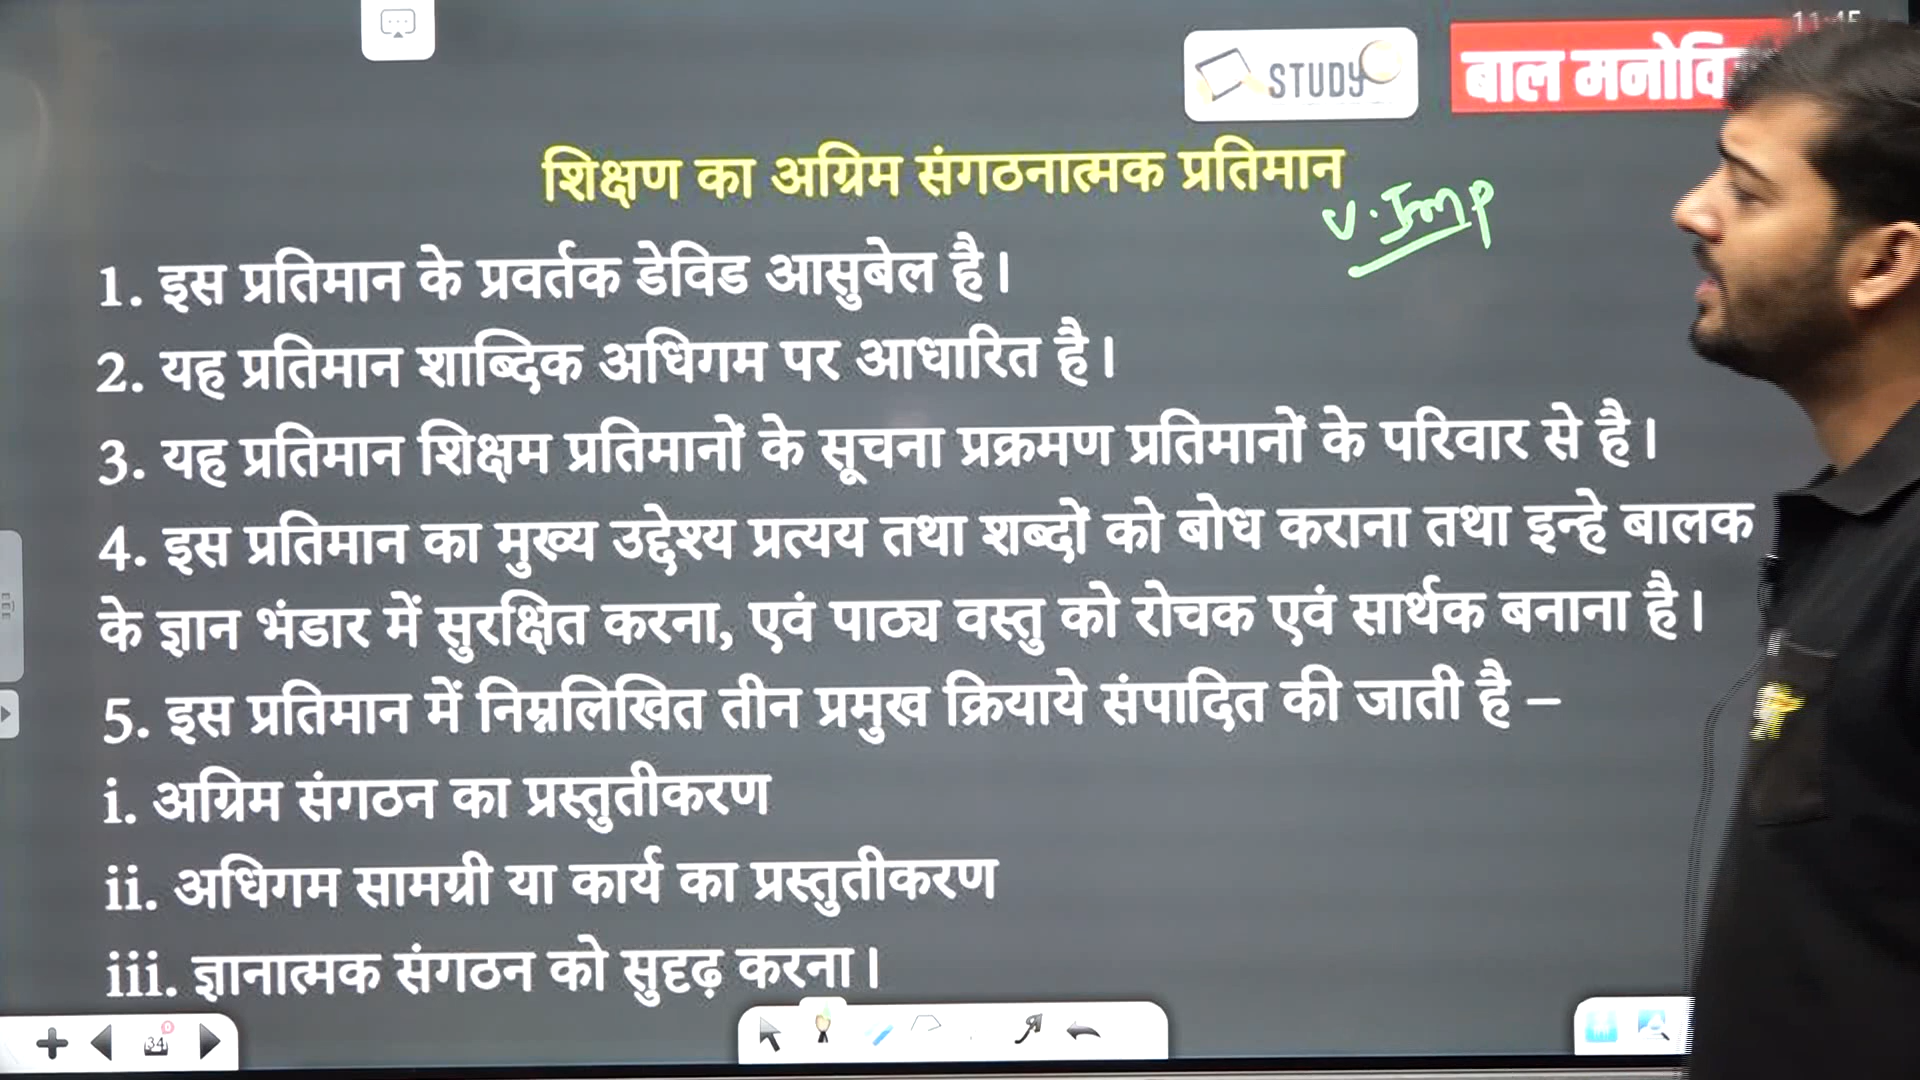 11:45
STUDY
बाल मनोवि
शिक्षण का अग्रिम संगठनात्मक प्रतिमान
V. Imp
1. इस प्रतिमान के प्रवर्तक डेविड आसुबेल है।
2. यह प्रतिमान शाब्दिक अधिगम पर आधारित है।
3. यह प्रतिमान शिक्षम प्रतिमानों के सूचना प्रक्रमण प्रतिमानों के परिवार से है।
4. इस प्रतिमान का मुख्य उद्देश्य प्रत्यय तथा शब्दों को बोध कराना तथा इन्हे बालक
के ज्ञान भंडार में सुरक्षित करना, एवं पाठ्य वस्तु को रोचक एवं सार्थक बनाना है।
5. इस प्रतिमान में निम्नलिखित तीन प्रमुख क्रियाये संपादित की जाती है –
i. अग्रिम संगठन का प्रस्तुतीकरण
ii. अधिगम सामग्री या कार्य का प्रस्तुतीकरण
iii. ज्ञानात्मक संगठन को सुदृढ़ करना।
34
0